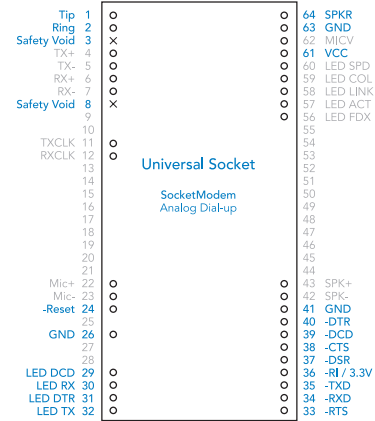 Tip 1
Ring 2
Safety Void 3
TX+ 4
TX- 5
RX+ 6
RX- 7
Safety Void 8
9
10
TXCLK 11
RXCLK 12
13
14
15
16
17
18
19
20
21
Mic+ 22
Mic- 23
-Reset 24
25
GND 26
27
28
LED DCD 29
LED RX 30
LED DTR 31
LED TX 32
Universal Socket
SocketModem
Analog Dial-up
64 SPKR
63 GND
62 MICV
61 VCC
60 LED SPD
59 LED COL
58 LED LINK
57 LED ACT
56 LED FDX
55
54
53
52
51
50
49
48
47
46
45
44
43 SPK+
42 SPK-
41 GND
40 -DTR
39 -DCD
38 -CTS
37 -DSR
36 -RI / 3.3V
35 -TXD
34 -RXD
33 -RTS